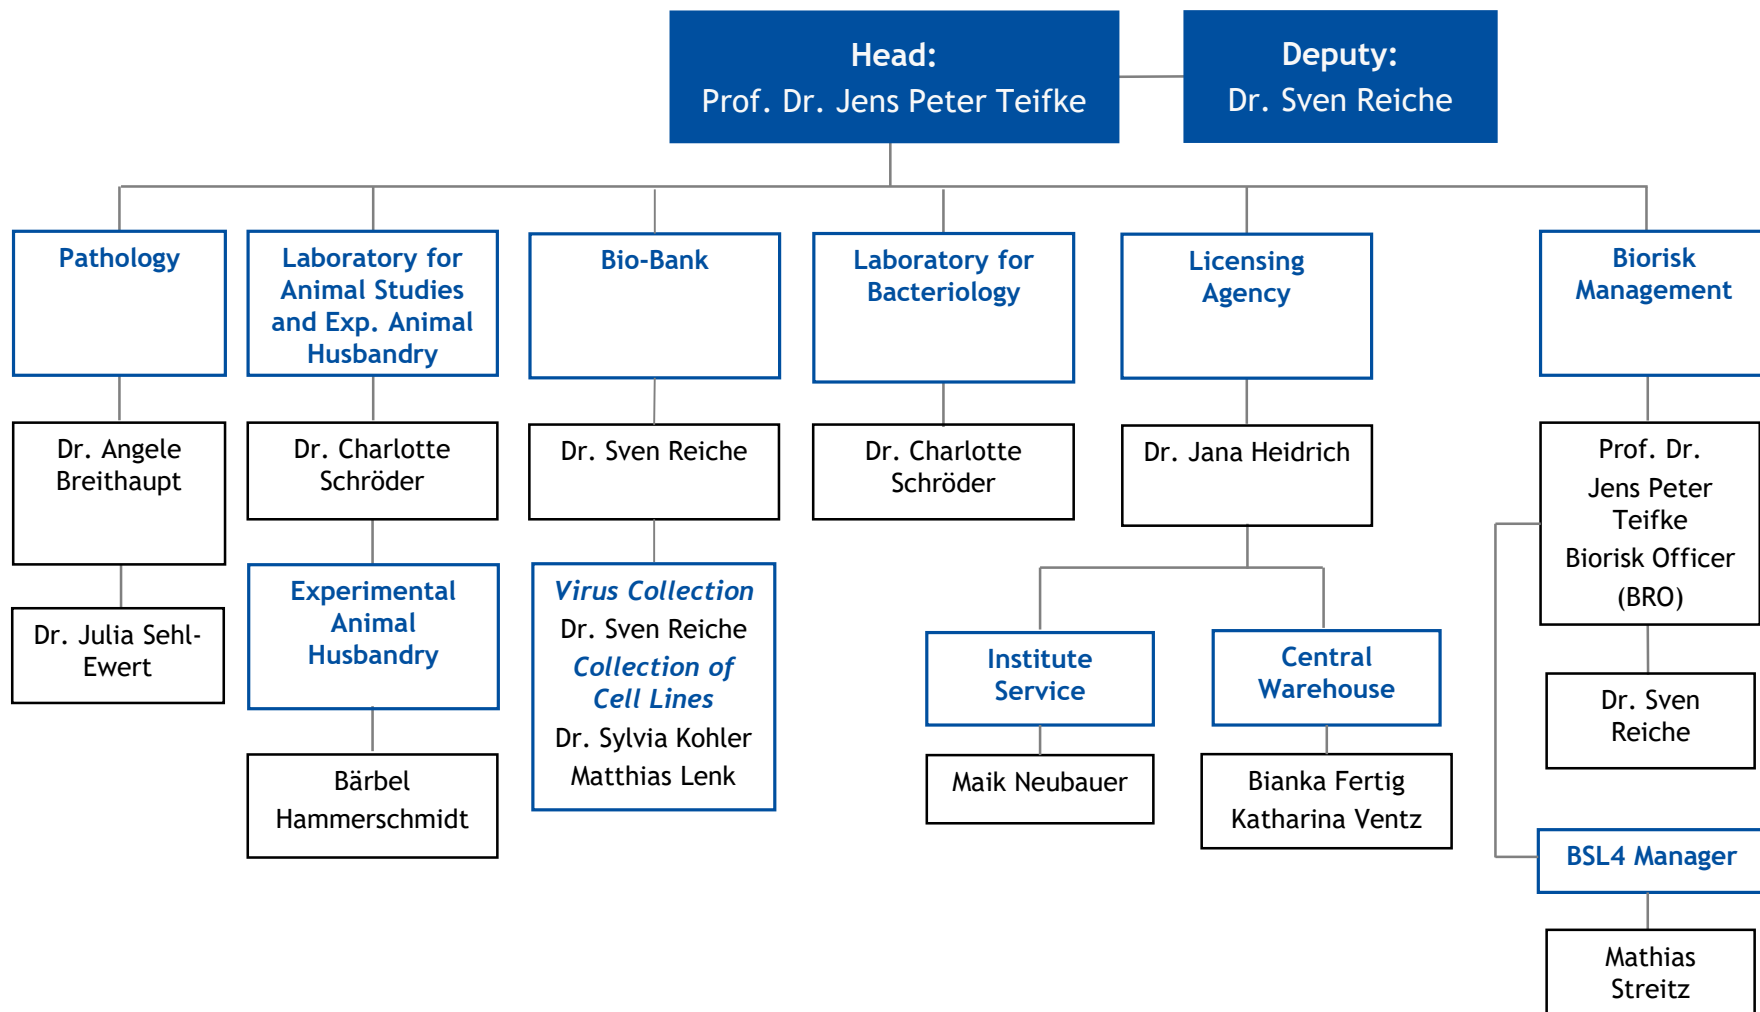 Head:
Prof. Dr. Jens Peter Teifke
Deputy:
Dr. Sven Reiche
Pathology
Dr. Angele
Breithaupt
Dr. Julia Sehl-
Ewert
Laboratory for
Animal Studies
and Exp. Animal
Husbandry
Dr. Charlotte
Schröder
Experimental
Animal
Husbandry
Bärbel
Hammerschmidt
Bio-Bank
Dr. Sven Reiche
Virus Collection
Dr. Sven Reiche
Collection of
Cell Lines
Dr. Sylvia Kohler
Matthias Lenk
Laboratory for
Bacteriology
Dr. Charlotte
Schröder
Licensing
Agency
Dr. Jana Heidrich
Institute
Service
Maik Neubauer
Central
Warehouse
Bianka Fertig
Katharina Ventz
Biorisk
Management
Prof. Dr.
Jens Peter
Teifke
Biorisk Officer
(BRO)
Dr. Sven
Reiche
BSL4 Manager
Mathias
Streitz